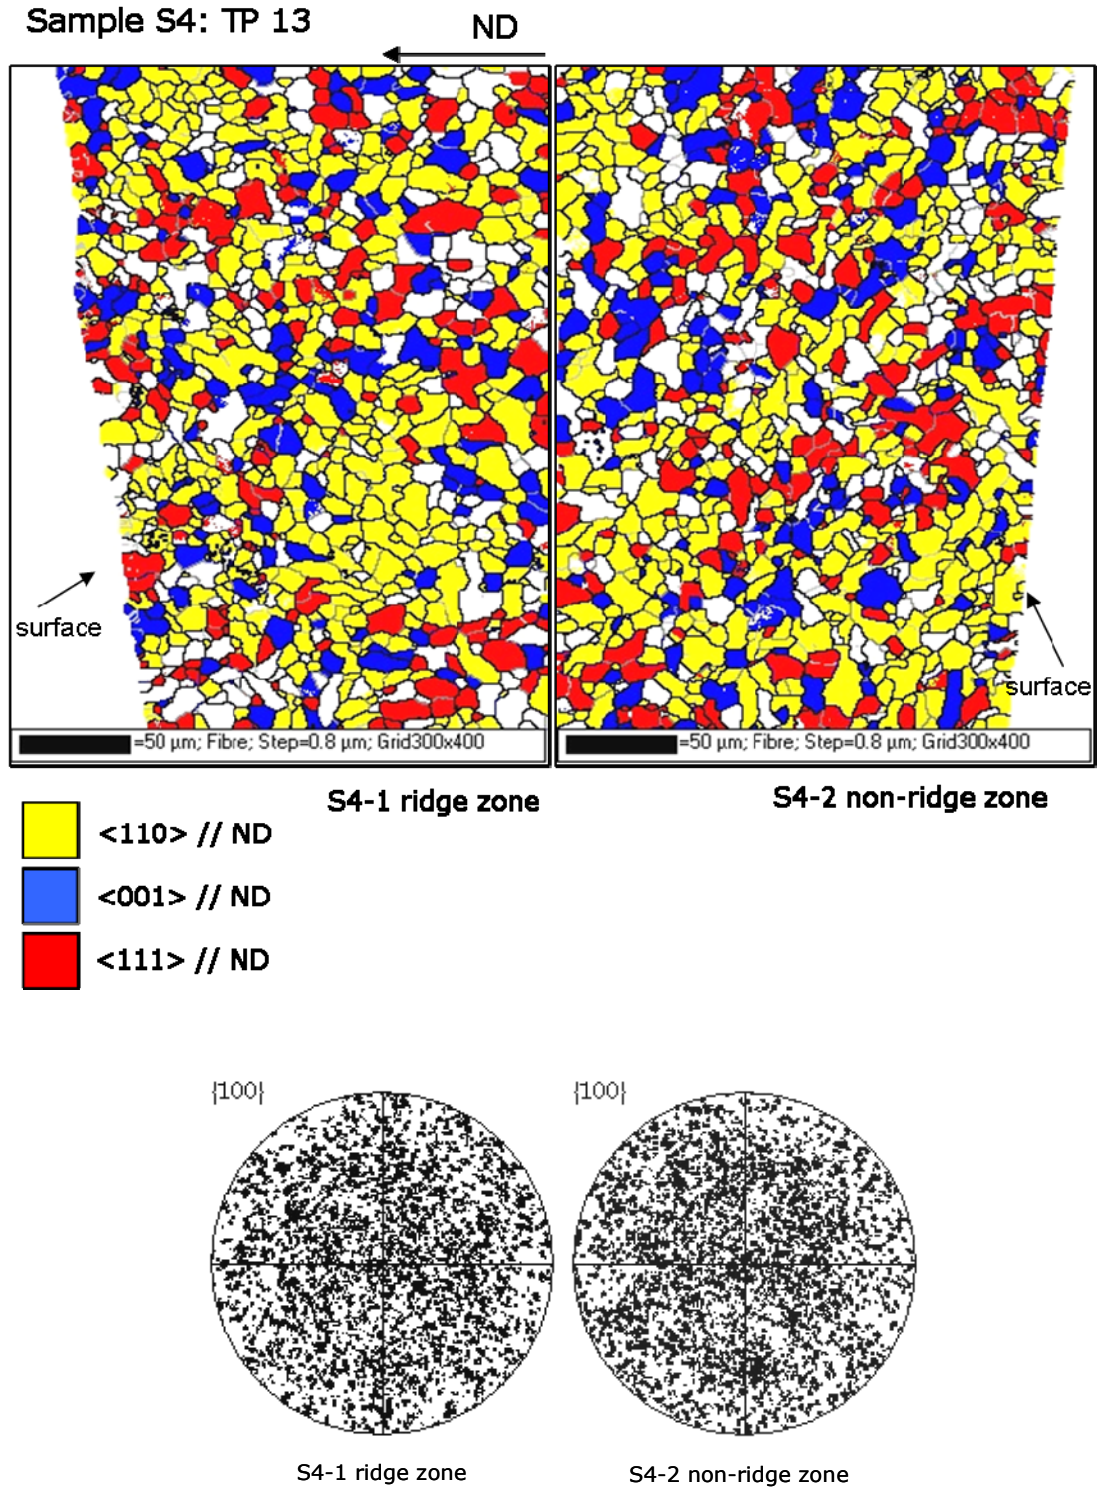 Sample S4: TP 13
ND
surface
surface
=50 µm; Fibre; Step=0.8 µm; Grid300x400
=50 µm; Fibre; Step=0.8 µm; Grid300x400
S4-1 ridge zone
S4-2 non-ridge zone
<110> // ND
<001> // ND
<111> // ND
{100}
{100}
S4-1 ridge zone
S4-2 non-ridge zone